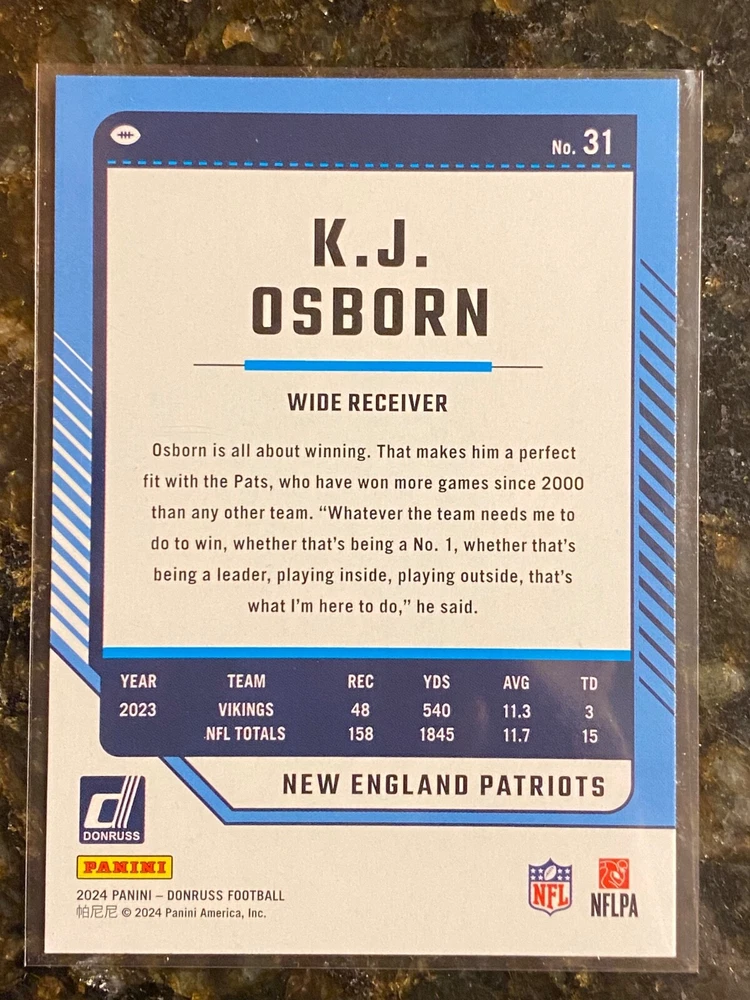 No. 31
K.J.
OSBORN
WIDE RECEIVER
Osborn is all about winning. That makes him a perfect
fit with the Pats, who have won more games since 2000
than any other team. “Whatever the team needs me to
do to win, whether that’s being a No. 1, whether that’s
being a leader, playing inside, playing outside, that’s
what I’m here to do,” he said.
YEAR TEAM REC YDS AVG TD
2023 VIKINGS 48 540 11.3 3
NFL TOTALS 158 1845 11.7 15
NEW ENGLAND PATRIOTS
DONRUSS
PANINI
2024 PANINI – DONRUSS FOOTBALL
帕尼尼 © 2024 Panini America, Inc.
NFL
NFLPA